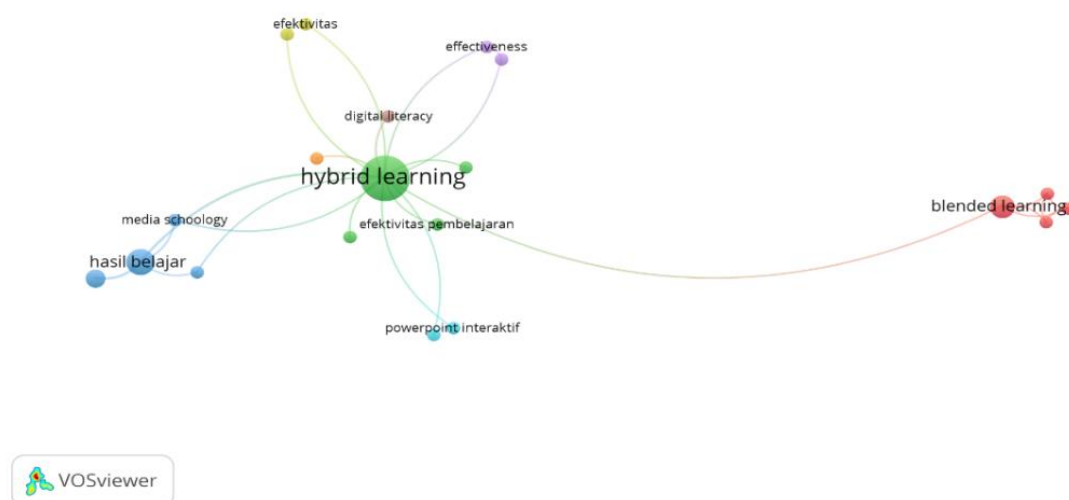 efektivitas
effectiveness
digital literacy
hybrid learning
blended learning
media schoology
efektivitas pembelajaran
hasil belajar
powerpoint interaktif
VOSviewer